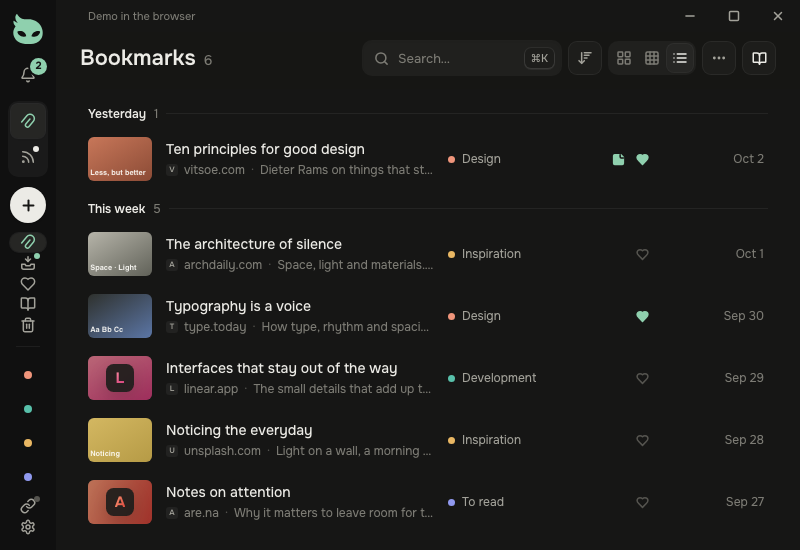 Demo in the browser
2
Bookmarks 6
Search...
⌘K
Yesterday 1
Less, but better
Ten principles for good design
V vitsoe.com · Dieter Rams on things that st...
Design
Oct 2
This week 5
Space · Light
The architecture of silence
A archdaily.com · Space, light and materials....
Inspiration
Oct 1
Aa Bb Cc
Typography is a voice
T type.today · How type, rhythm and spaci...
Design
Sep 30
L
Interfaces that stay out of the way
L linear.app · The small details that add up t...
Development
Sep 29
Noticing
Noticing the everyday
U unsplash.com · Light on a wall, a morning ...
Inspiration
Sep 28
A
Notes on attention
A are.na · Why it matters to leave room for t...
To read
Sep 27